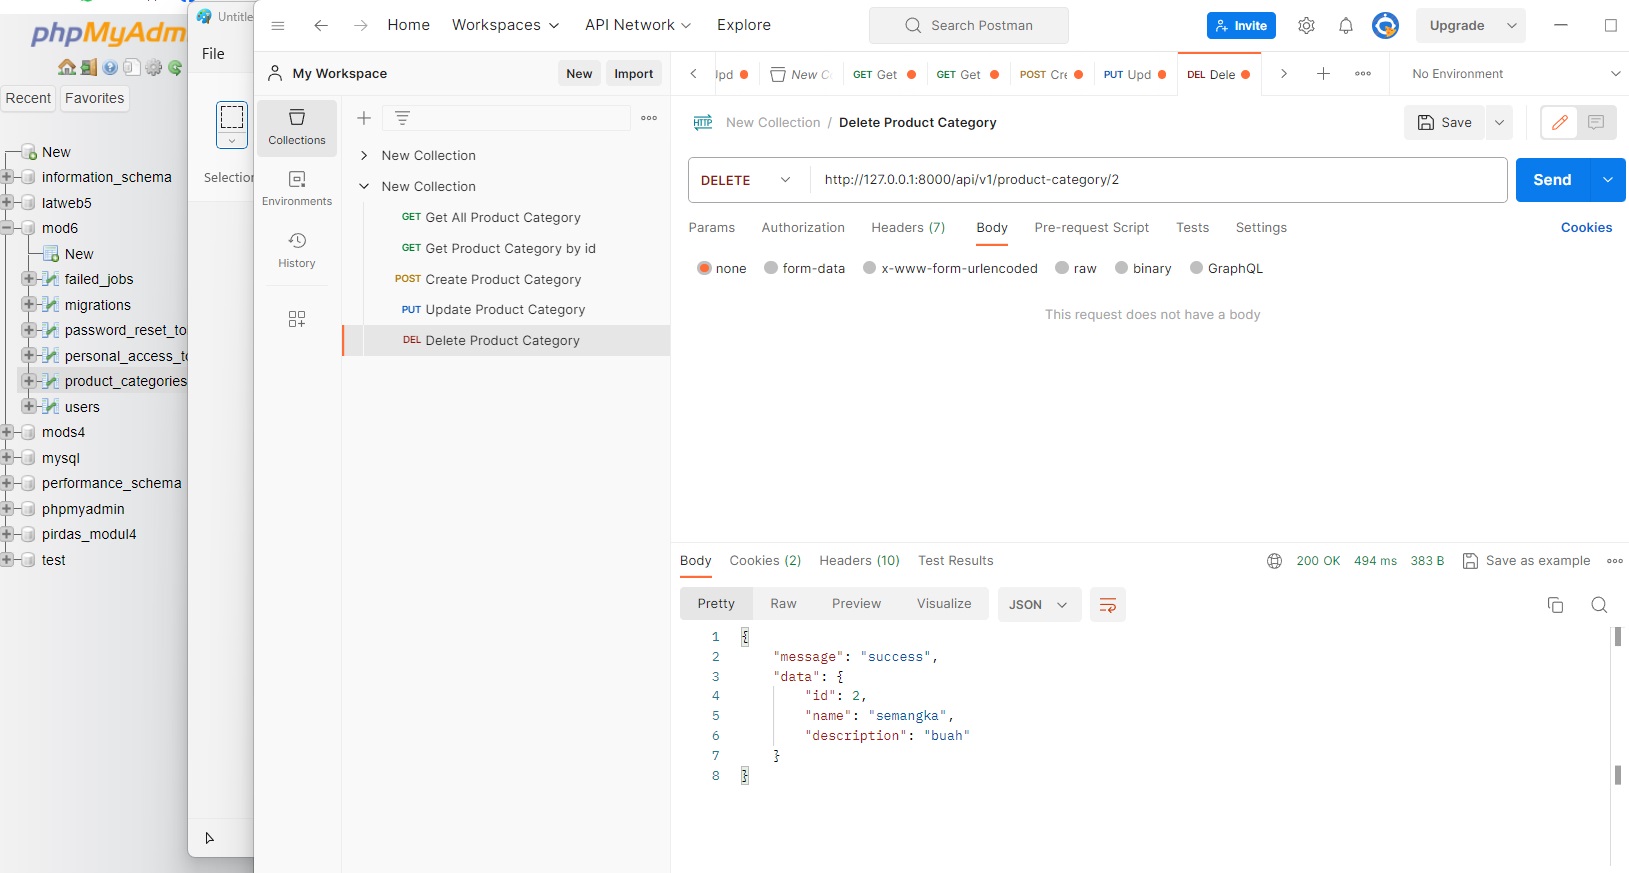 phpMyAdm
Recent
Favorites
New
information_schema
latweb5
mod6
New
failed_jobs
migrations
password_reset_to
personal_access_to
product_categories
users
mods4
mysql
performance_schema
phpmyadmin
pirdas_modul4
test
Untitle
File
Selection
Home
Workspaces
API Network
Explore
Search Postman
Invite
Upgrade
My Workspace
New
Import
Upd
New C
GET Get
GET Get
POST Cre
PUT Upd
DEL Dele
No Environment
Collections
Environments
History
New Collection
New Collection
GET Get All Product Category
GET Get Product Category by id
POST Create Product Category
PUT Update Product Category
DEL Delete Product Category
HTTP New Collection / Delete Product Category
Save
DELETE
http://127.0.0.1:8000/api/v1/product-category/2
Send
Params
Authorization
Headers (7)
Body
Pre-request Script
Tests
Settings
Cookies
none
form-data
x-www-form-urlencoded
raw
binary
GraphQL
This request does not have a body
Body
Cookies (2)
Headers (10)
Test Results
200 OK
494 ms
383 B
Save as example
Pretty
Raw
Preview
Visualize
JSON
1 {
2 "message": "success",
3 "data": {
4 "id": 2,
5 "name": "semangka",
6 "description": "buah"
7 }
8 }